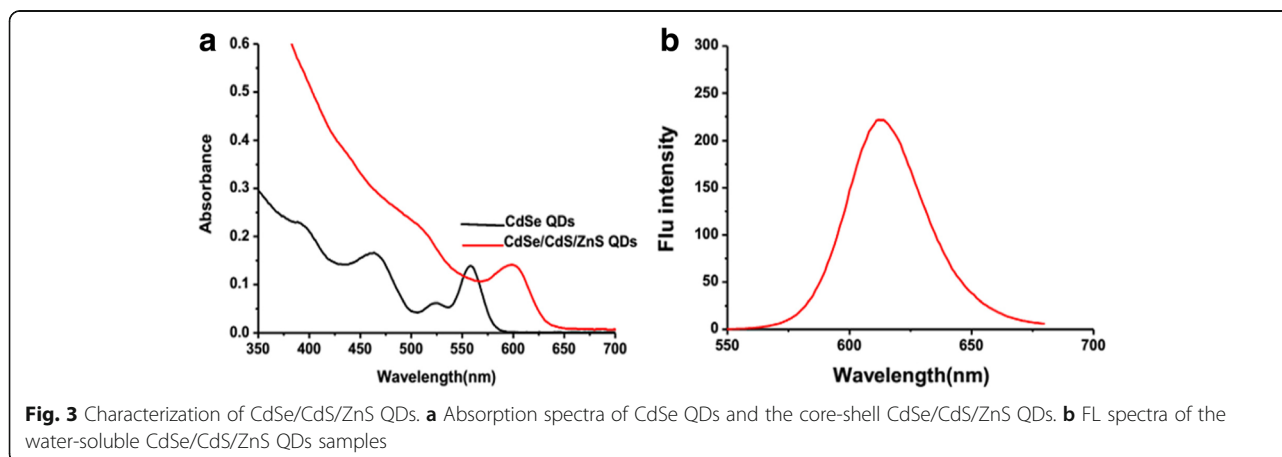 a
0.6
0.5
0.4
0.3
0.2
0.1
0.0
Absorbance
CdSe QDs
CdSe/CdS/ZnS QDs
350 400 450 500 550 600 650 700
Wavelength(nm)
b
300
250
200
150
100
50
0
Flu intensity
550 600 650 700
Wavelength(nm)
Fig. 3 Characterization of CdSe/CdS/ZnS QDs. a Absorption spectra of CdSe QDs and the core-shell CdSe/CdS/ZnS QDs. b FL spectra of the
water-soluble CdSe/CdS/ZnS QDs samples